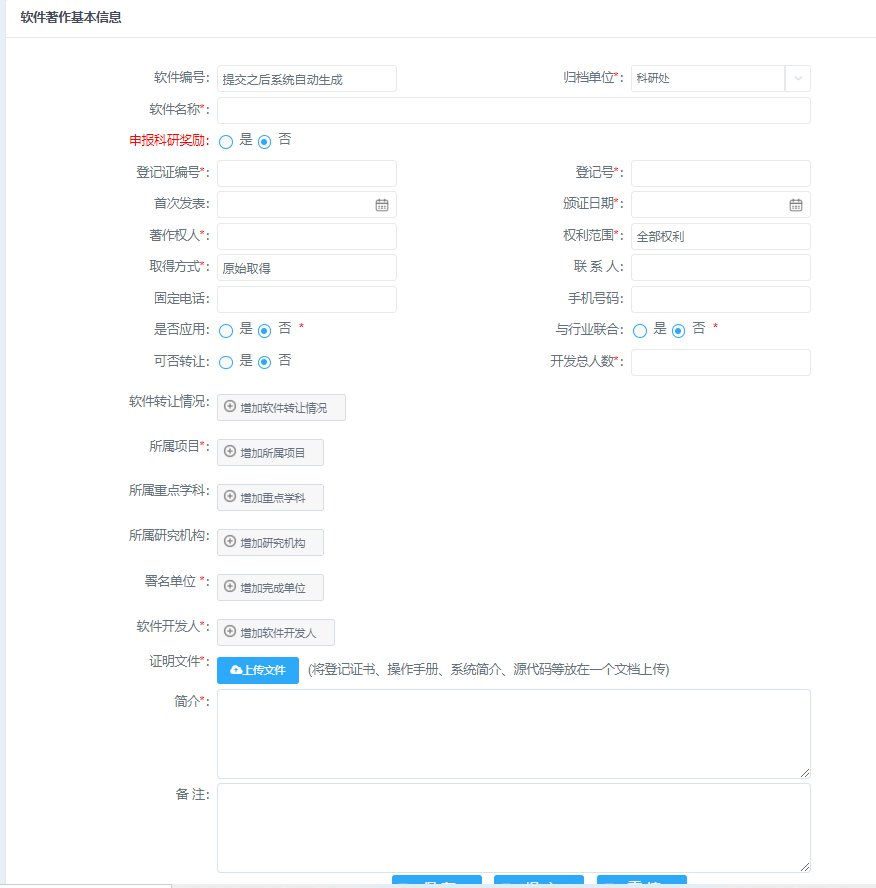 软件著作基本信息
软件编号: 提交之后系统自动生成 归档单位*: 科研处
软件名称*:
申报科研奖励: 是 否
登记证编号*: 登记号*:
首次发表: 颁证日期*:
著作权人*: 权利范围*: 全部权利
取得方式*: 原始取得 联 系 人:
固定电话: 手机号码:
是否应用: 是 否 * 与行业联合: 是 否 *
可否转让: 是 否 开发总人数*:
软件转让情况: 增加软件转让情况
所属项目*: 增加所属项目
所属重点学科: 增加重点学科
所属研究机构: 增加研究机构
署名单位 *: 增加完成单位
软件开发人*: 增加软件开发人
证明文件*: 上传文件 (将登记证书、操作手册、系统简介、源代码等放在一个文档上传)
简介*:
备 注: